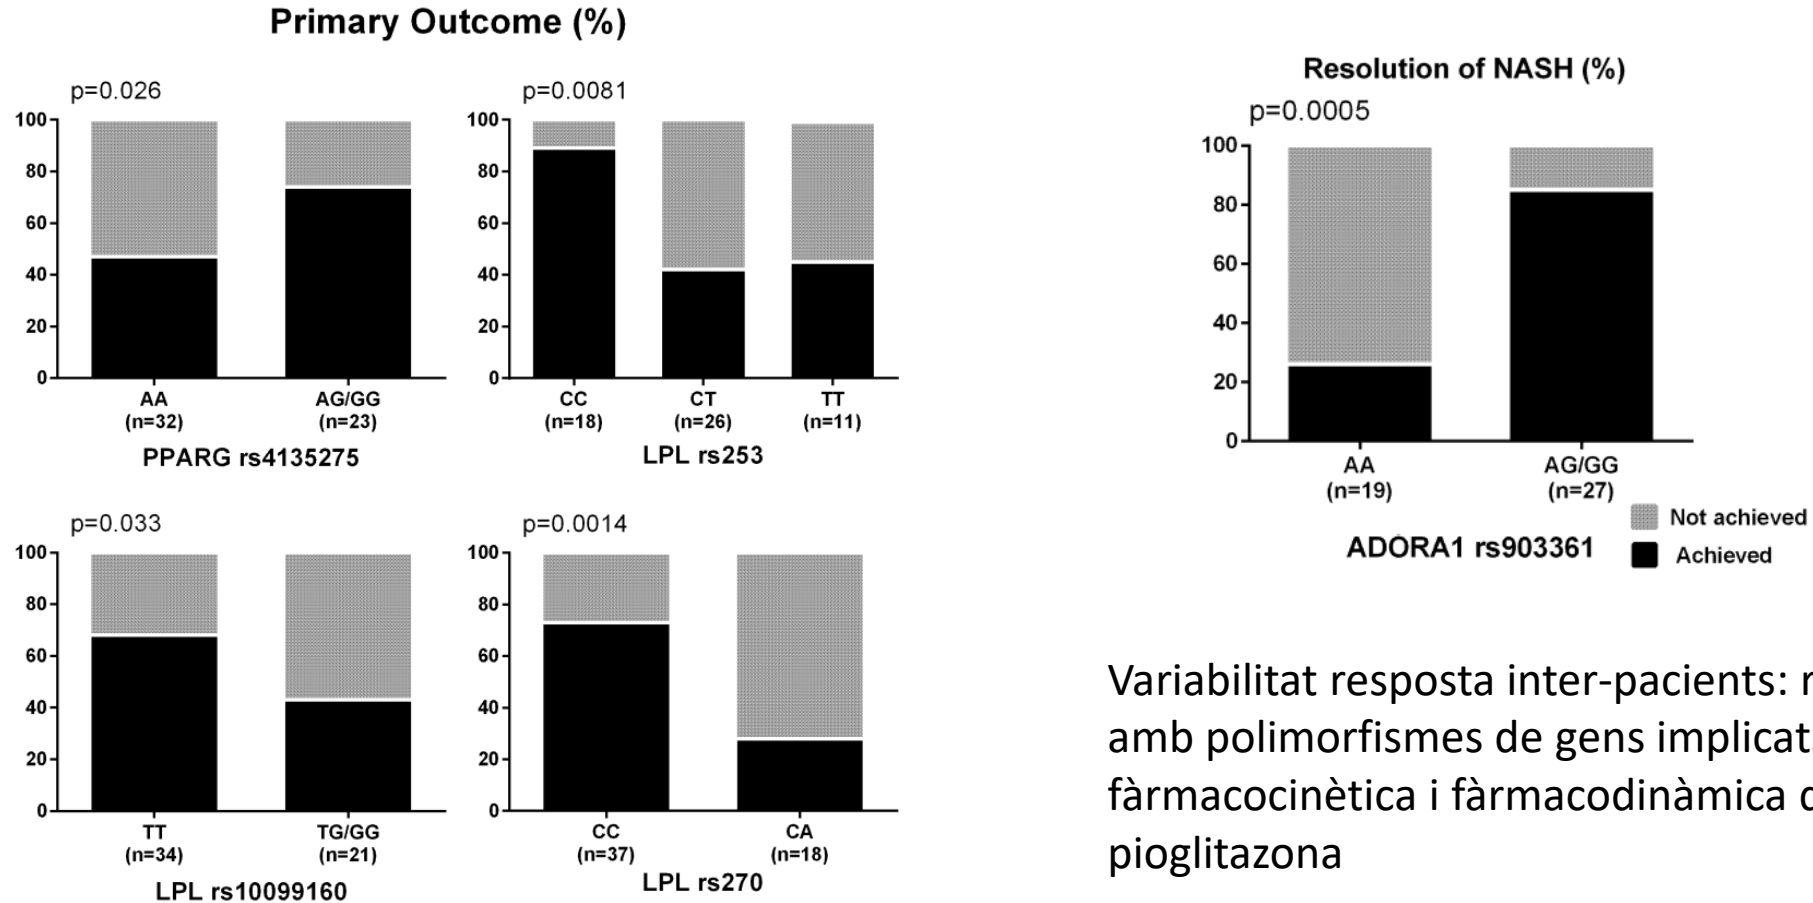 Primary Outcome (%)
p=0.026
100
80
60
40
20
0
AA
(n=32)
AG/GG
(n=23)
PPARG rs4135275
p=0.0081
100
80
60
40
20
0
CC
(n=18)
CT
(n=26)
TT
(n=11)
LPL rs253
p=0.033
100
80
60
40
20
0
TT
(n=34)
TG/GG
(n=21)
LPL rs10099160
p=0.0014
100
80
60
40
20
0
CC
(n=37)
CA
(n=18)
LPL rs270
Resolution of NASH (%)
p=0.0005
100
80
60
40
20
0
AA
(n=19)
AG/GG
(n=27)
ADORA1 rs903361
Not achieved
Achieved
Variabilitat resposta inter-pacients:
amb polimorfismes de gens
fàrmacocinètica i fàrmacodinàmica
pioglitazona